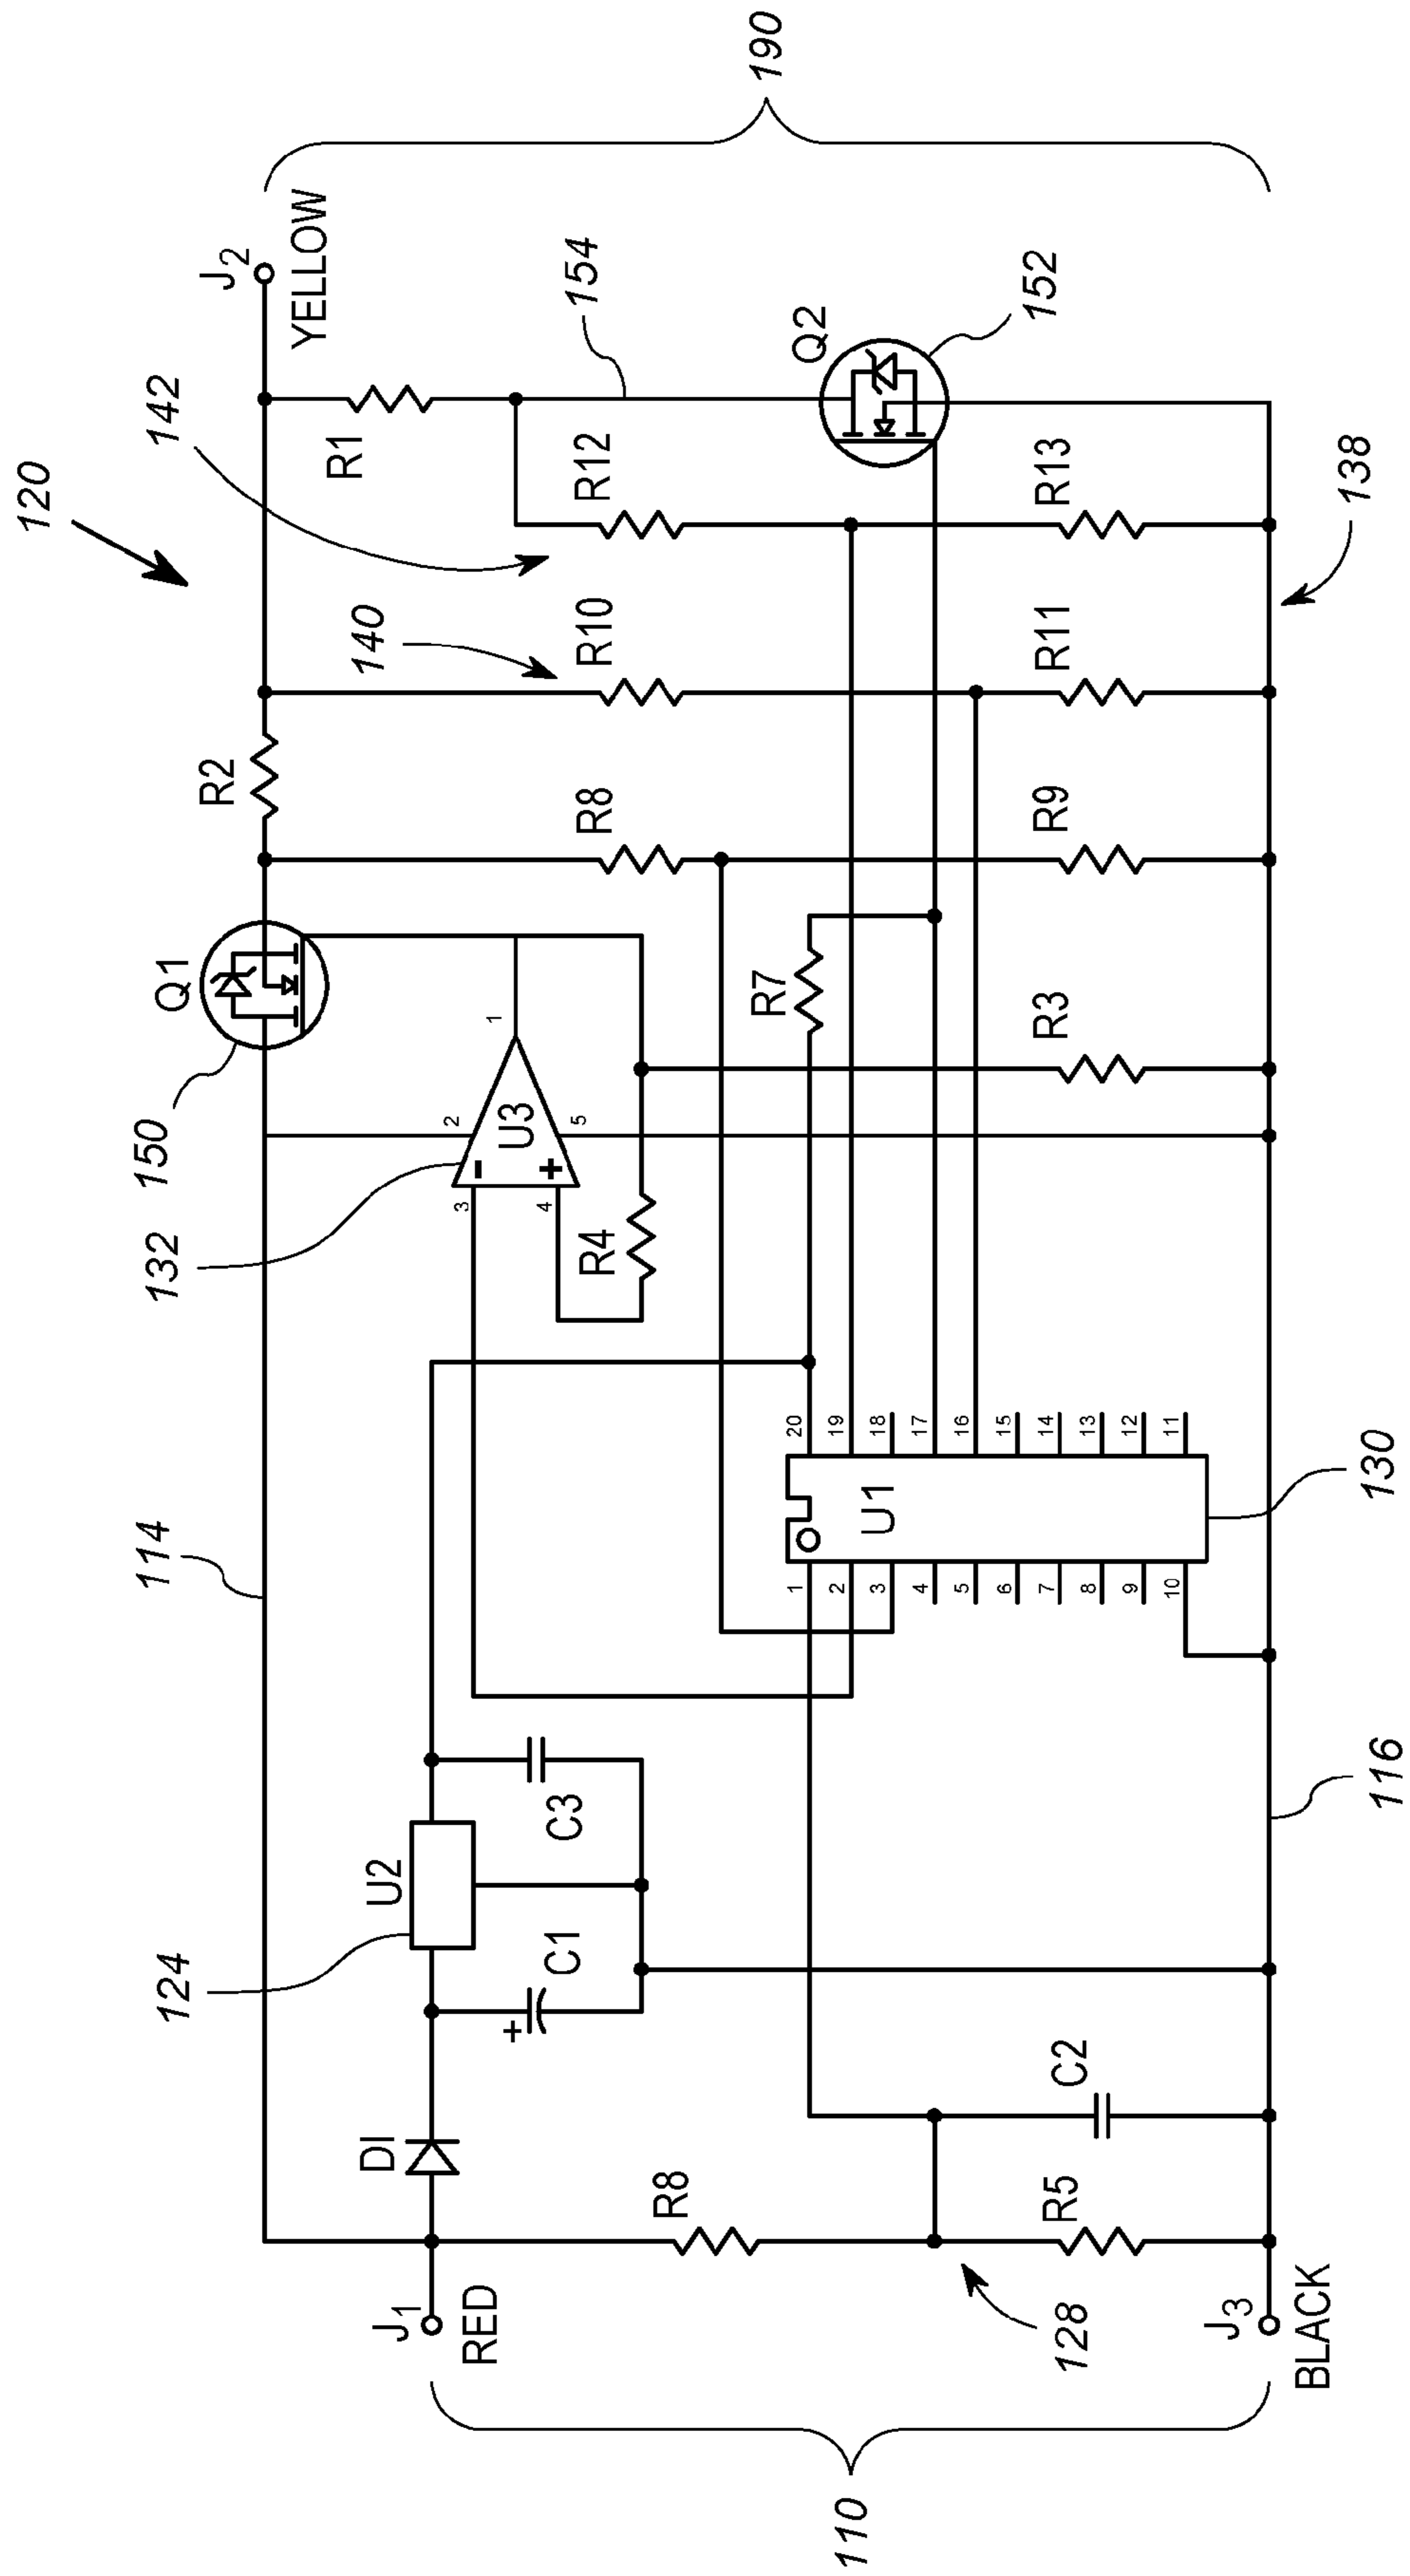 120
190
J2
YELLOW
142
140
R2
Q1
150
114
R1
154
Q2
152
R12
R13
138
R10
R11
R8
R9
R7
R3
1
2
U3
5
-
+
3
4
132
R4
20
19
18
17
16
15
14
13
12
11
U1
130
1
2
3
4
5
6
7
8
9
10
116
C3
U2
124
C1
+
C2
DI
R8
R5
128
J1
RED
J3
BLACK
110